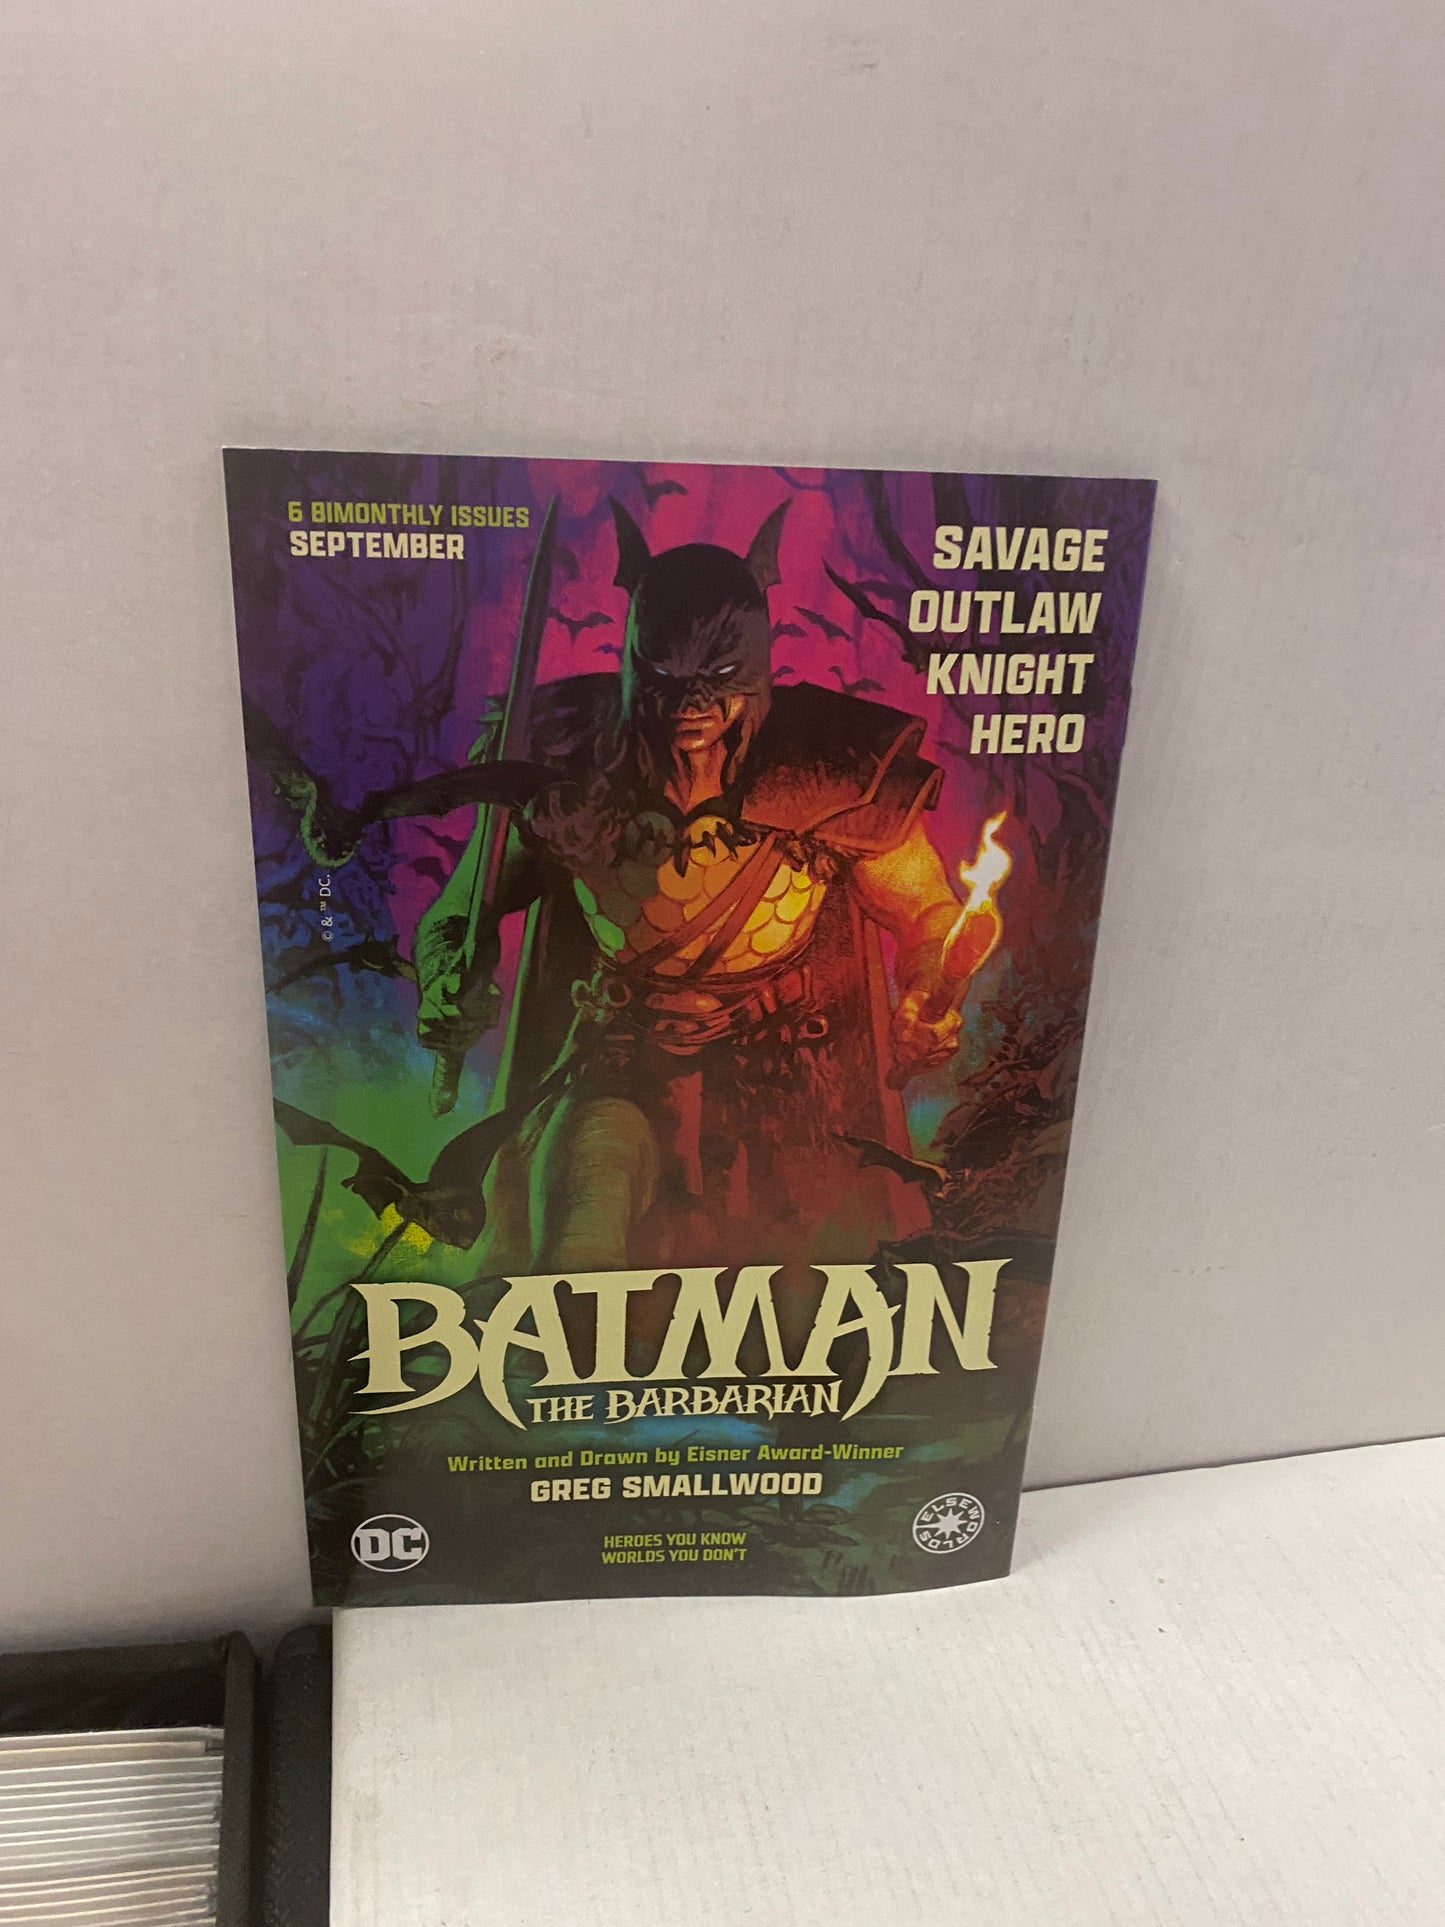 6 BIMONTHLY ISSUES
SEPTEMBER
SAVAGE
OUTLAW
KNIGHT
HERO
© & ™ DC.
BATMAN
THE BARBARIAN
Written and Drawn by Eisner Award-Winner
GREG SMALLWOOD
DC
HEROES YOU KNOW
WORLDS YOU DON'T
ELSEWORLDS